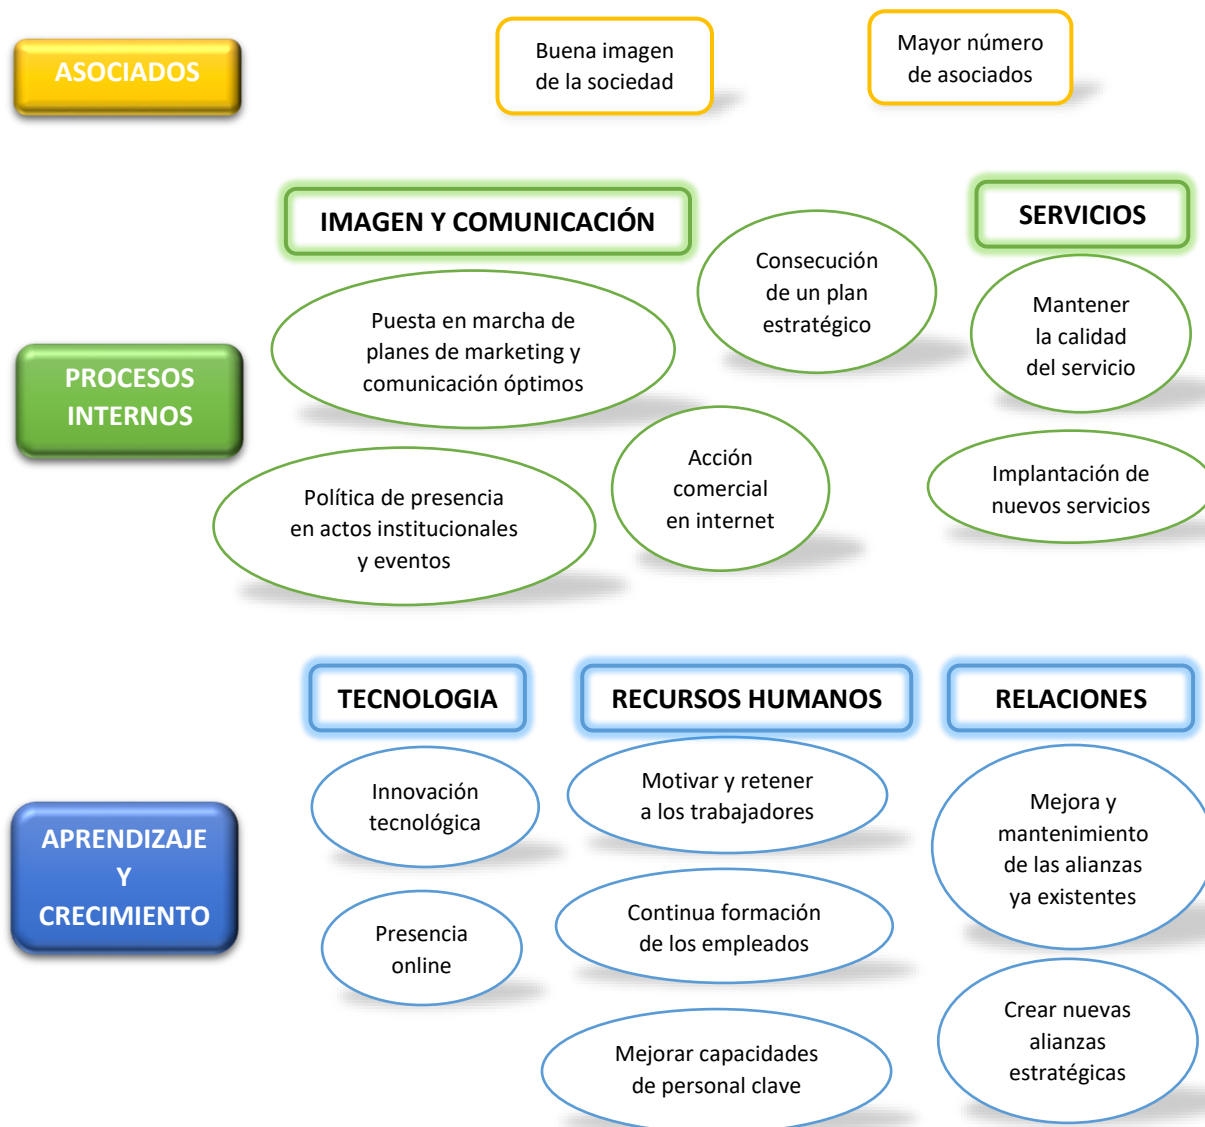 ASOCIADOS
Buena imagen
de la sociedad
Mayor número
de asociados
PROCESOS
INTERNOS
IMAGEN Y COMUNICACIÓN
SERVICIOS
Puesta en marcha de
planes de marketing y
comunicación óptimos
Consecución
de un plan
estratégico
Mantener
la calidad
del servicio
Política de presencia
en actos institucionales
y eventos
Acción
comercial
en internet
Implantación de
nuevos servicios
APRENDIZAJE
Y
CRECIMIENTO
TECNOLOGIA
RECURSOS HUMANOS
RELACIONES
Innovación
tecnológica
Motivar y retener
a los trabajadores
Mejora y
mantenimiento
de las alianzas
ya existentes
Presencia
online
Continua formación
de los empleados
Mejorar capacidades
de personal clave
Crear nuevas
alianzas
estratégicas